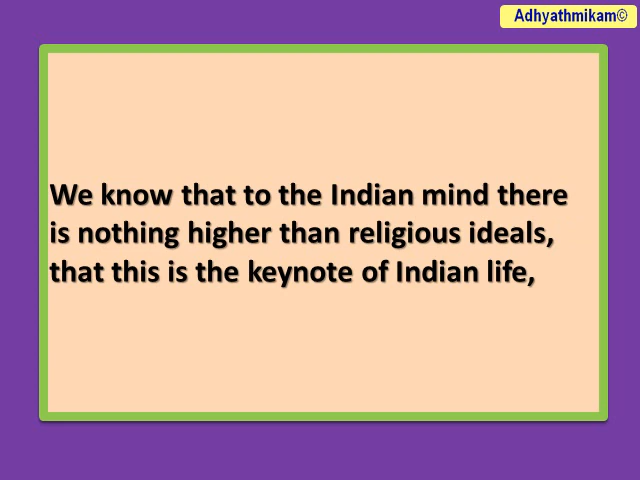 Adhyathmikam©
We know that to the Indian mind there
is nothing higher than religious ideals,
that this is the keynote of Indian life,